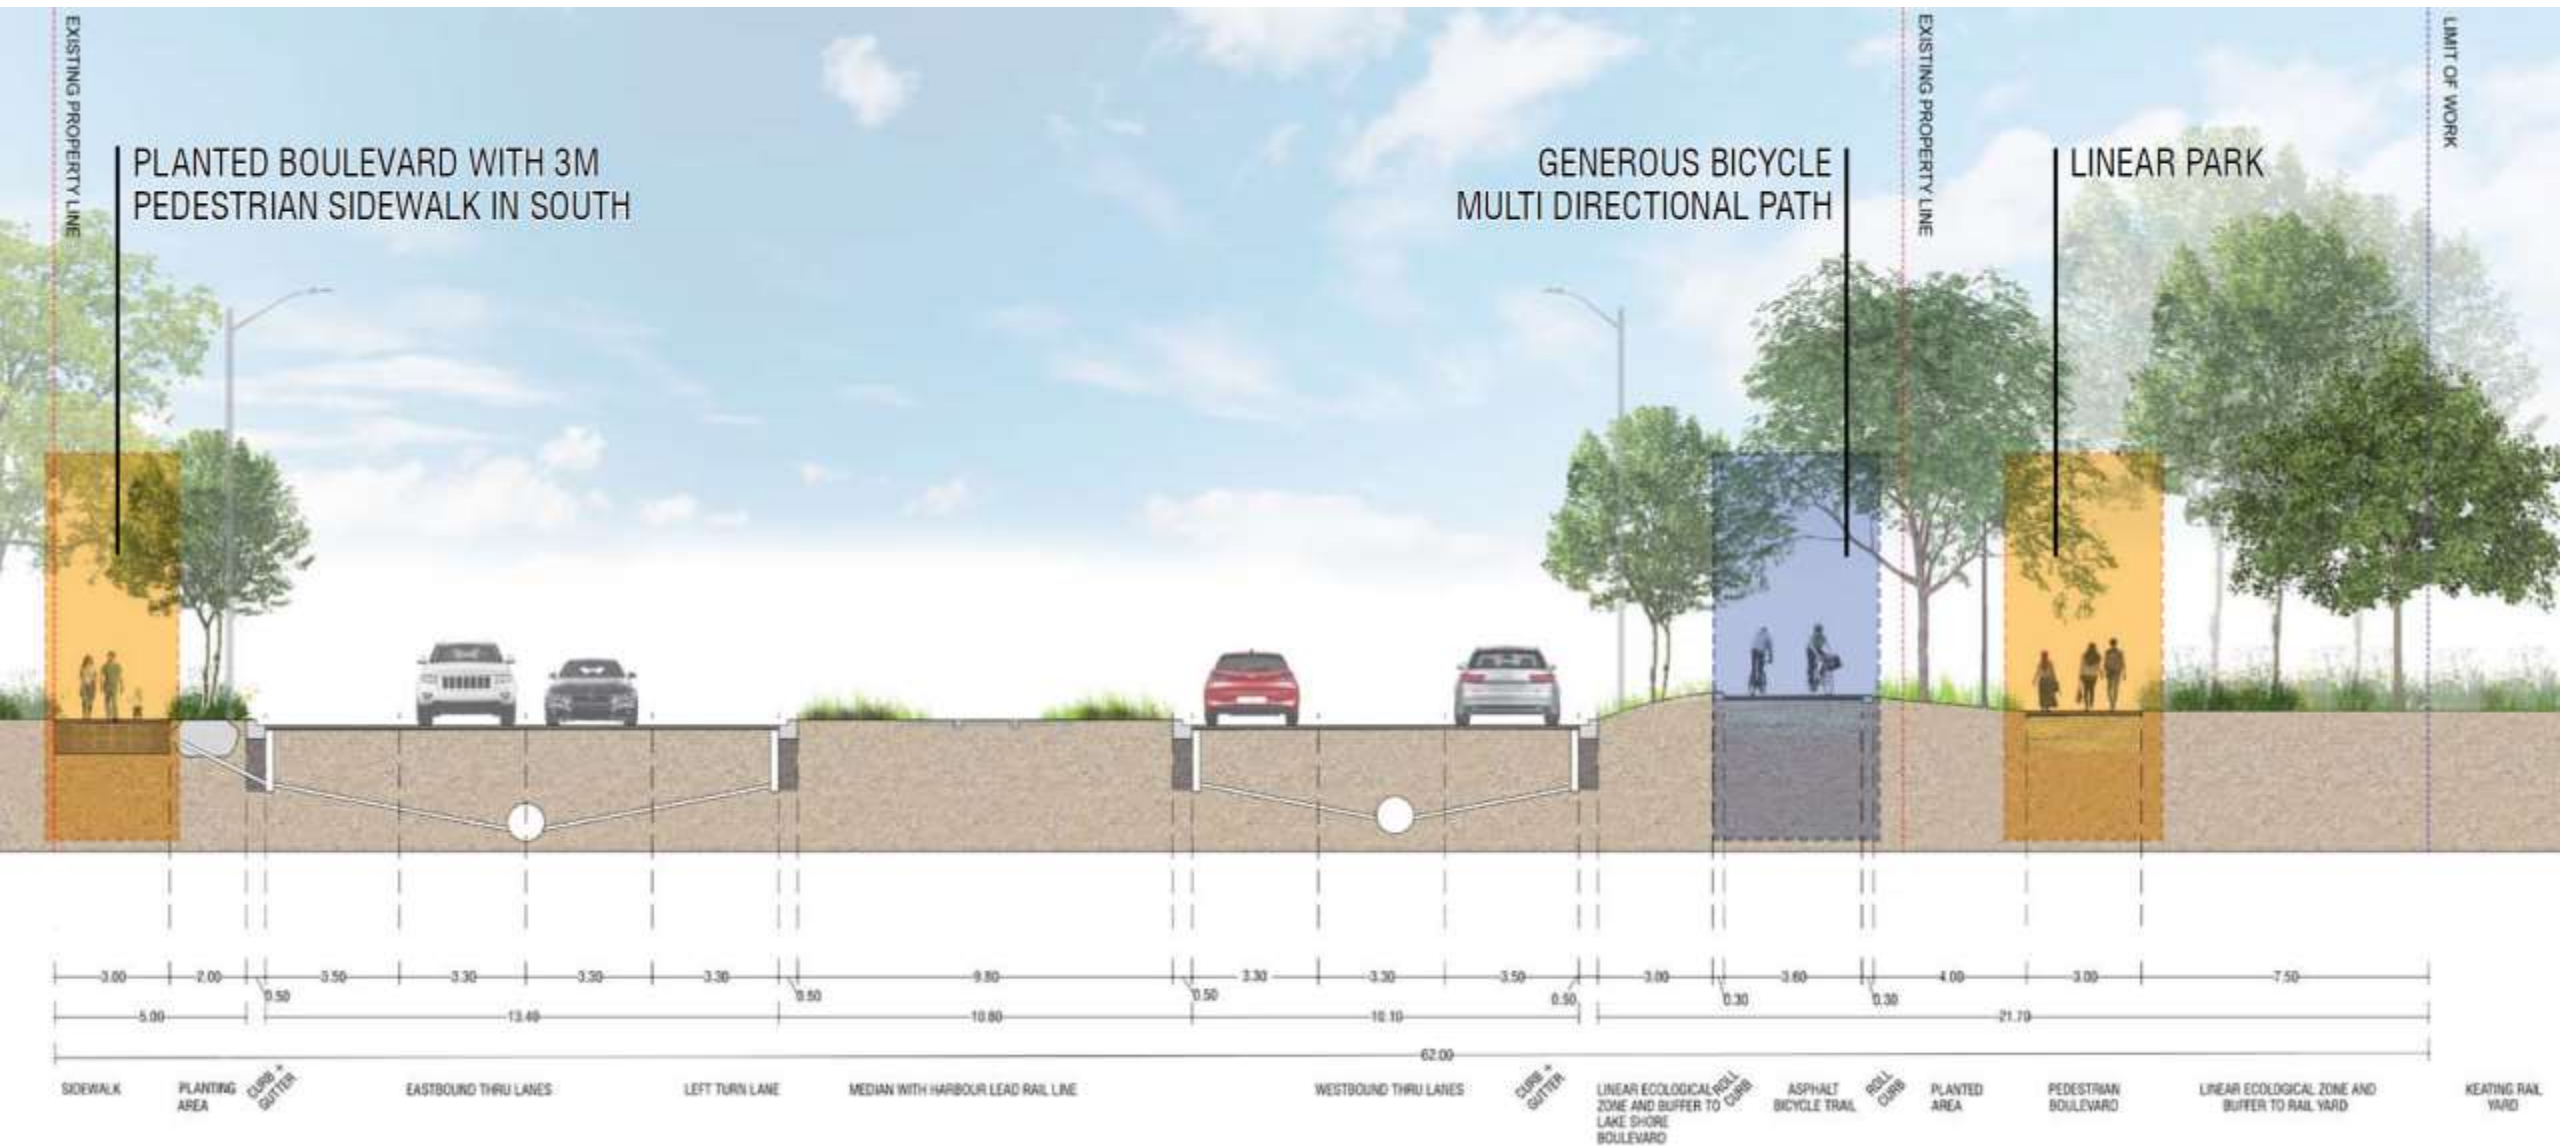 EXISTING PROPERTY LINE
EXISTING PROPERTY LINE
LIMIT OF WORK
PLANTED BOULEVARD WITH 3M
PEDESTRIAN SIDEWALK IN SOUTH
GENEROUS BICYCLE
MULTI DIRECTIONAL PATH
LINEAR PARK
3.00 2.00 3.50 3.30 3.30 3.30 9.80 3.30 3.30 3.50 3.00 3.60 4.00 3.00 7.50
0.50 0.50 0.50 0.50 0.30 0.30
5.00 13.40 10.80 10.10 21.70
62.00
SIDEWALK
PLANTING
AREA
CURB +
GUTTER
EASTBOUND THRU LANES
LEFT TURN LANE
MEDIAN WITH HARBOUR LEAD RAIL LINE
WESTBOUND THRU LANES
CURB +
GUTTER
LINEAR ECOLOGICAL
ZONE AND BUFFER TO
LAKE SHORE
BOULEVARD
ROLL
CURB
ASPHALT
BICYCLE TRAIL
ROLL
CURB
PLANTED
AREA
PEDESTRIAN
BOULEVARD
LINEAR ECOLOGICAL ZONE AND
BUFFER TO RAIL YARD
KEATING RAIL
YARD